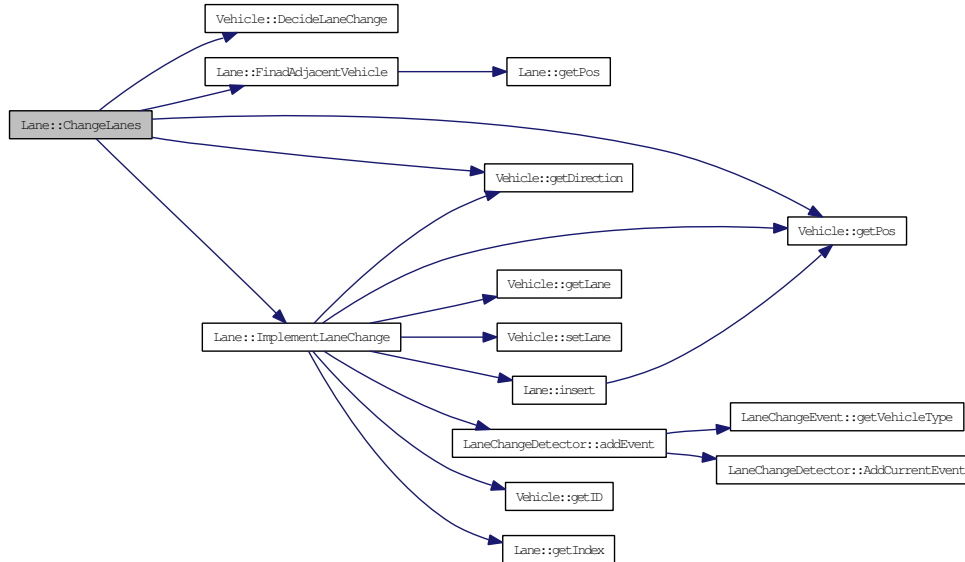 Vehicle::DecideLaneChange
Lane::FinadAdjacentVehicle
Lane::getPos
Lane::ChangeLanes
Vehicle::getDirection
Vehicle::getPos
Vehicle::getLane
Lane::ImplementLaneChange
Vehicle::setLane
Lane::insert
LaneChangeEvent::getVehicleType
LaneChangeDetector::addEvent
LaneChangeDetector::AddCurrentEvent
Vehicle::getID
Lane::getIndex